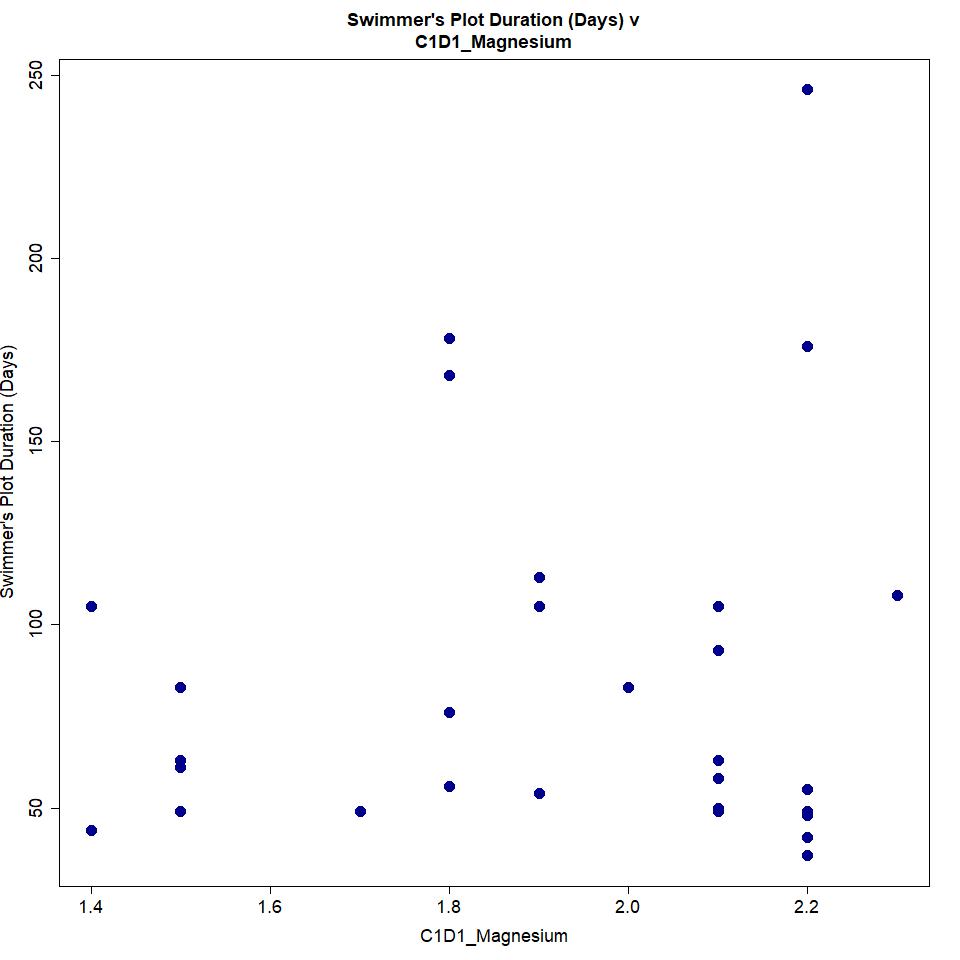 Swimmer's Plot Duration (Days) v
C1D1_Magnesium
250
200
150
100
50
Swimmer's Plot Duration (Days)
1.4 1.6 1.8 2.0 2.2
C1D1_Magnesium